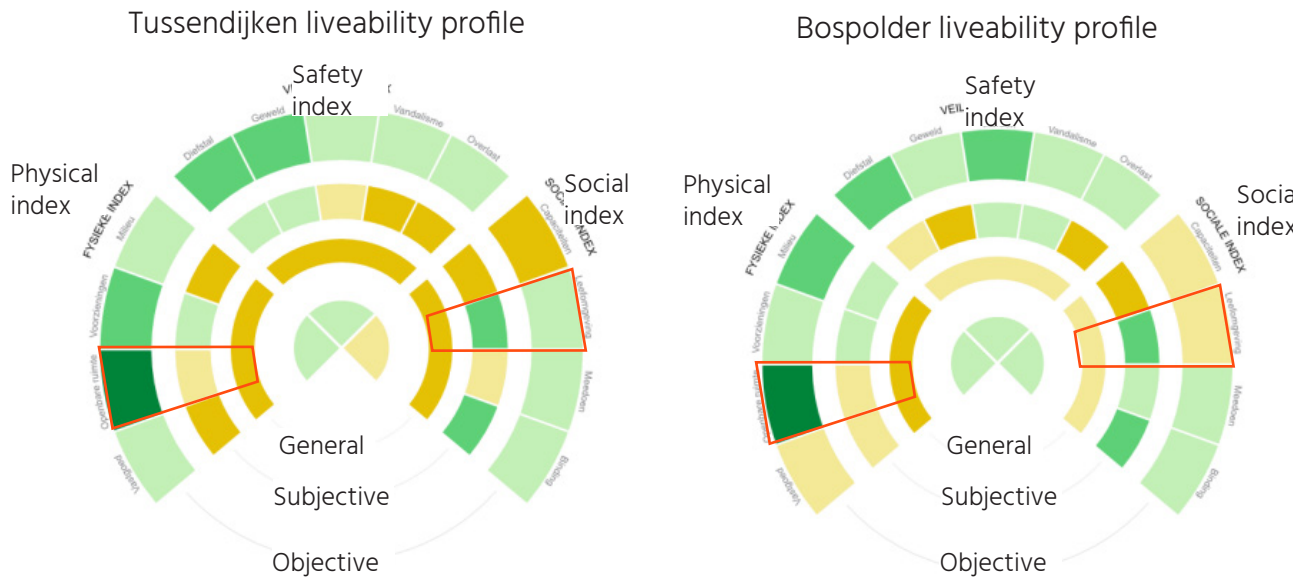 Tussendijken liveability profile
Safety
index
Physical
index
Social
index
FYSIEKE INDEX
Diefstal
Geweld
Vandalisme
Overlast
Milieu
Voorzieningen
Openbare ruimte
Vastgoed
Capaciteiten
Leefomgeving
Meedoen
Binding
General
Subjective
Objective
Bospolder liveability profile
Safety
index
Physical
index
Social
index
VEIL
SOCIALE INDEX
Diefstal
Geweld
Vandalisme
Overlast
Milieu
Voorzieningen
Openbare ruimte
Vastgoed
Capaciteiten
Leefomgeving
Meedoen
Binding
General
Subjective
Objective